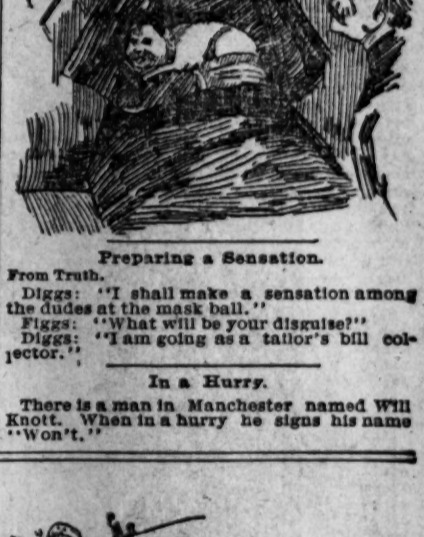 Preparing a Sensation.
From Truth.
Diggs: "I shall make a sensation among
the dudes at the mask ball."
Figgs: "What will be your disguise?"
Diggs: "I am going as a tailor's bill col-
lector."
In a Hurry.
There is a man in Manchester named Will
Knott. When in a hurry he signs his name
"Won't."